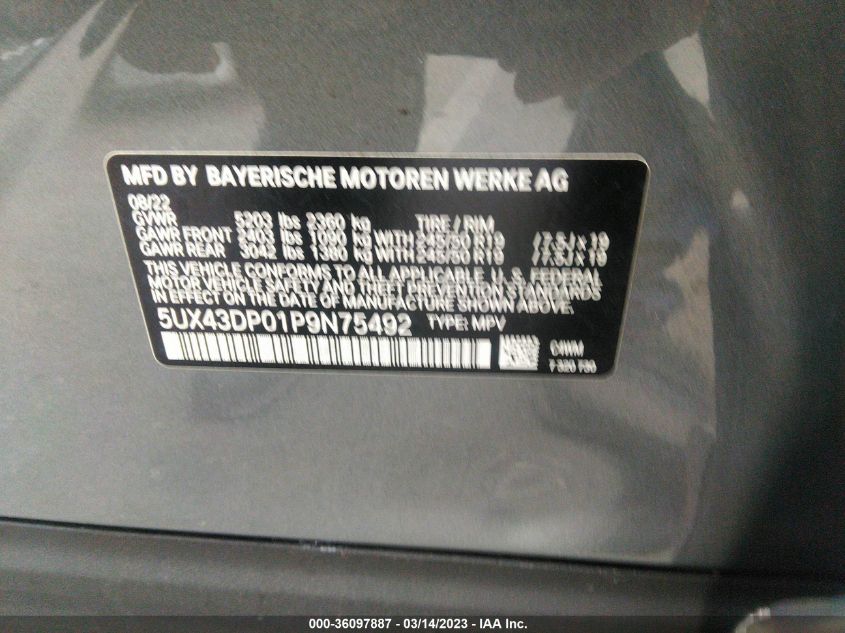 MFD BY BAYERISCHE MOTOREN WERKE AG
08/22
GVWR 5203 lbs 2360 kg TIRE / RIM
GAWR FRONT 2403 lbs 1090 kg WITH 245/50 R19 / 7.5J x 19
GAWR REAR 3042 lbs 1380 kg WITH 245/50 R19 / 7.5J x 19
THIS VEHICLE CONFORMS TO ALL APPLICABLE U. S. FEDERAL
MOTOR VEHICLE SAFETY AND THEFT PREVENTION STANDARDS
IN EFFECT ON THE DATE OF MANUFACTURE SHOWN ABOVE.
5UX43DP01P9N75492 TYPE: MPV
C4WM
000-36097887 - 03/14/2023 - IAA Inc.